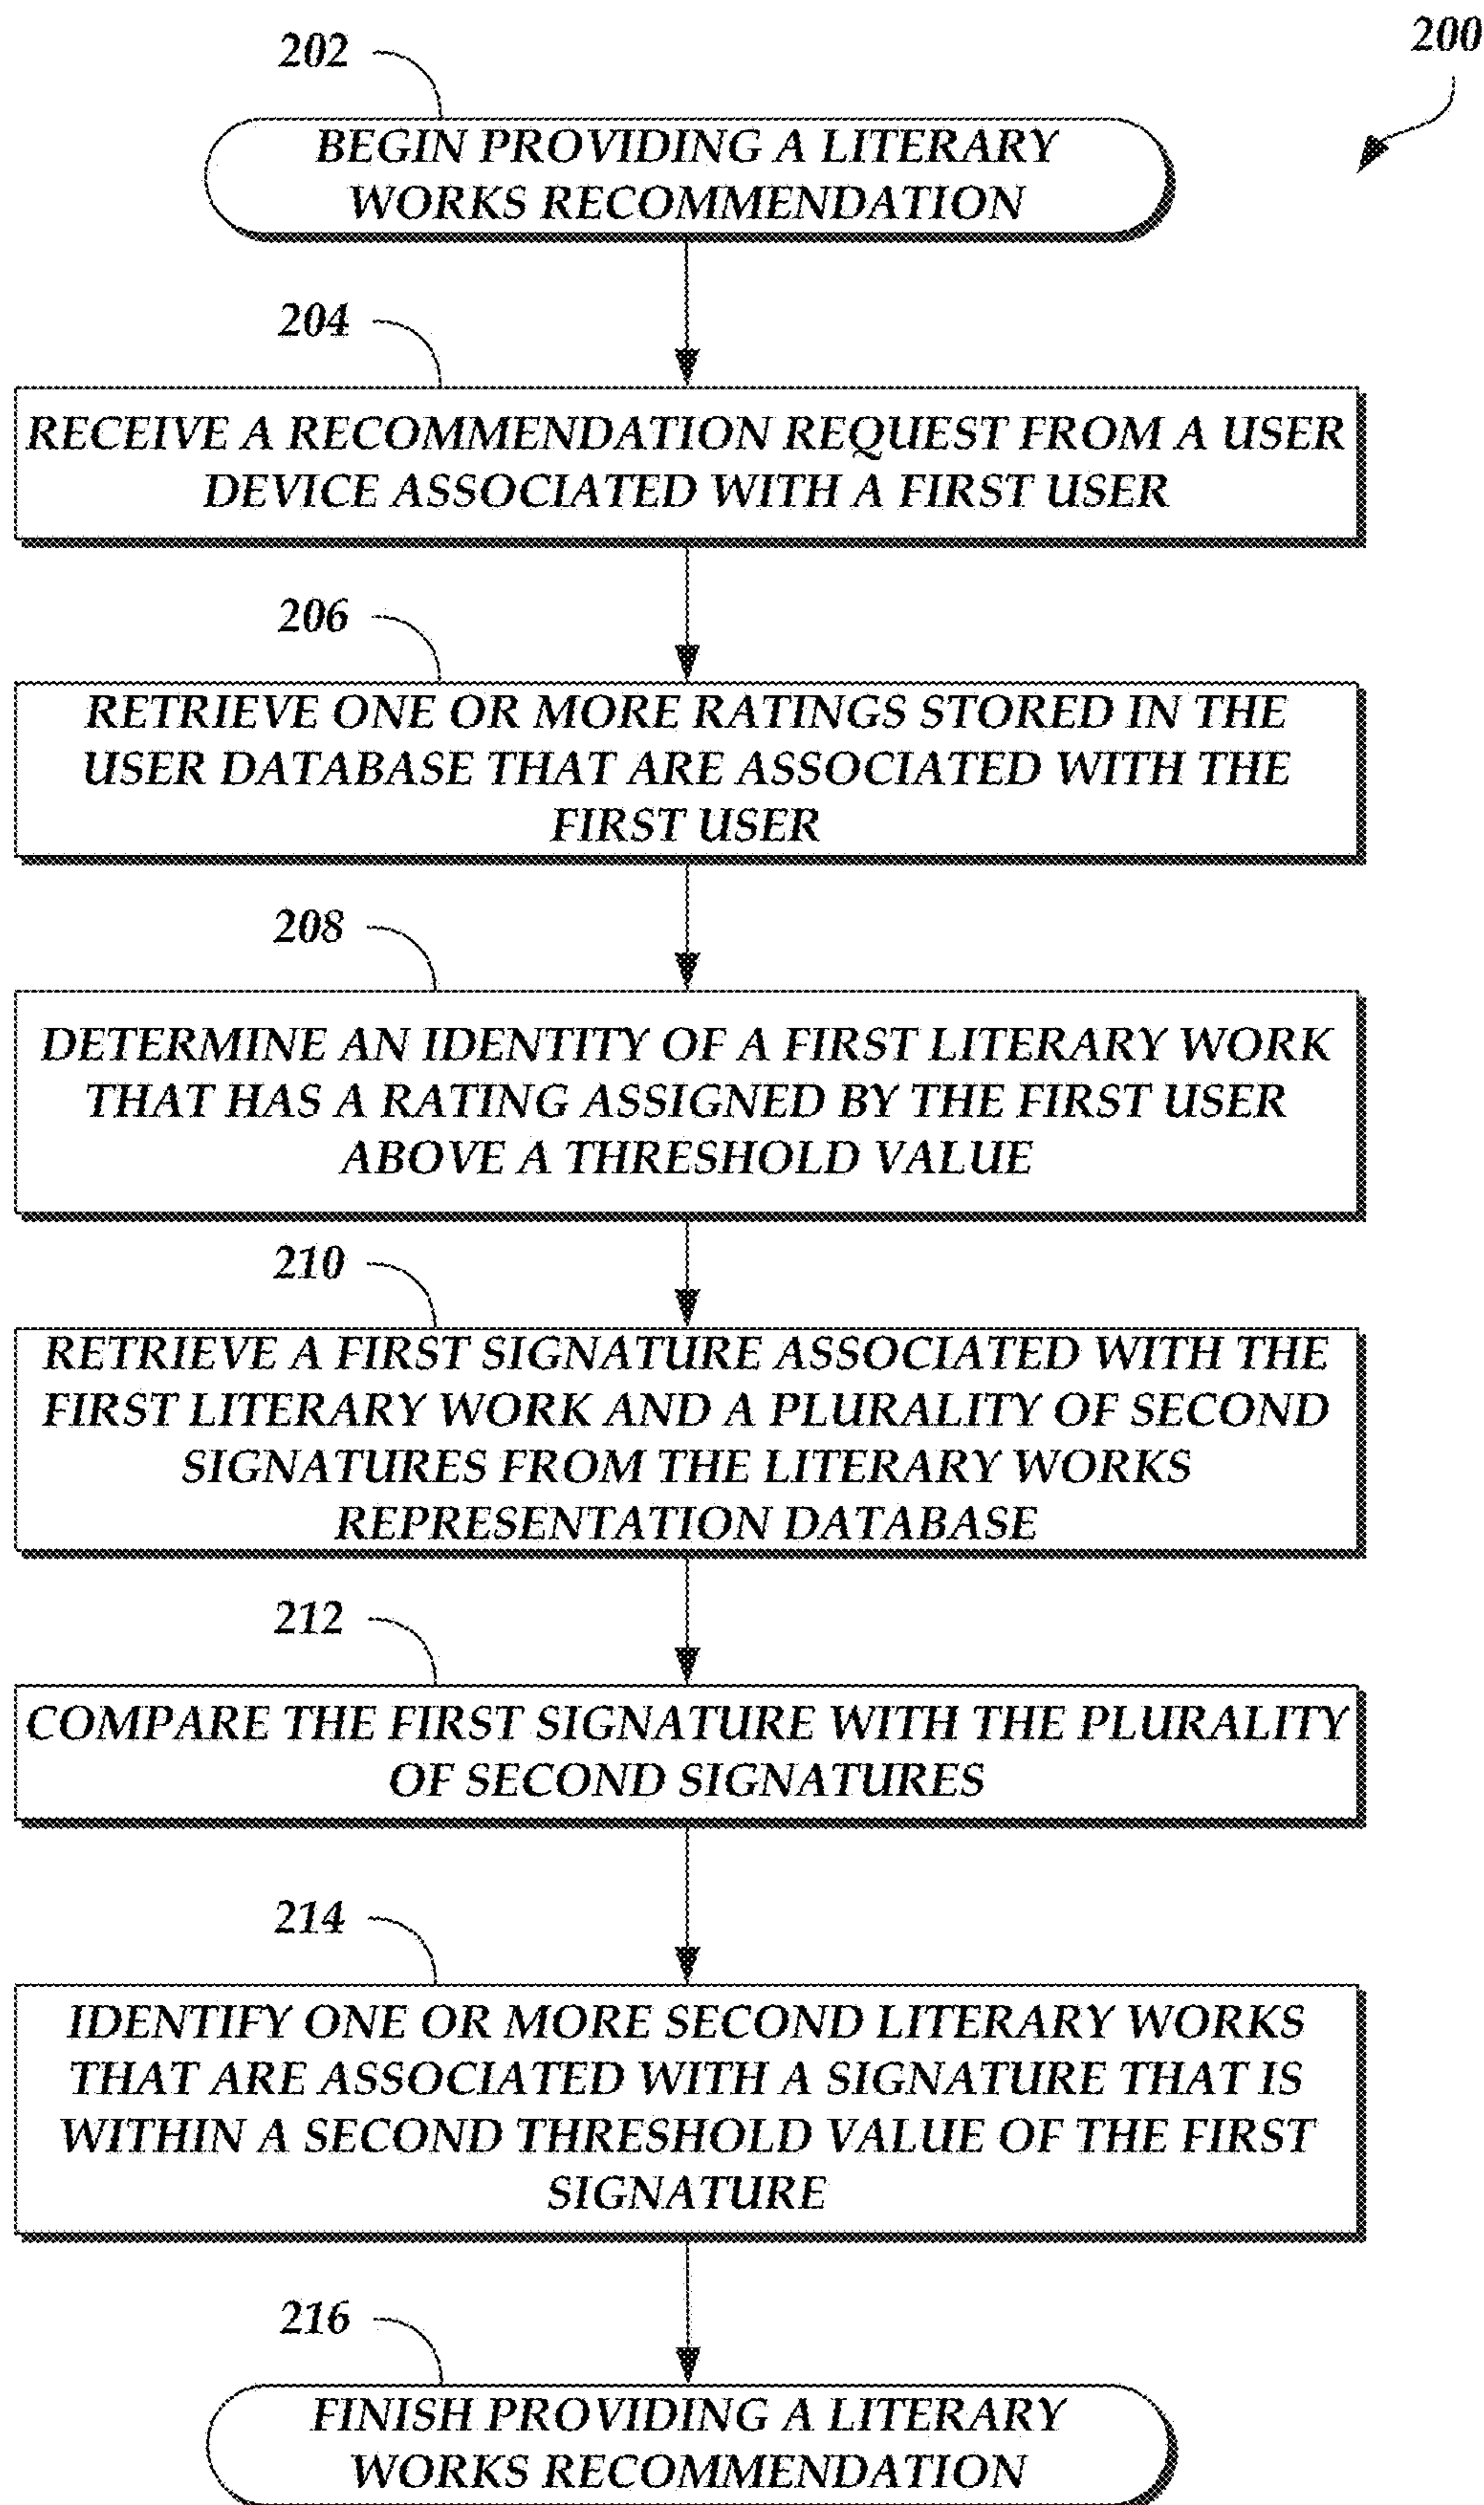 200
202
BEGIN PROVIDING A LITERARY
WORKS RECOMMENDATION
204
RECEIVE A RECOMMENDATION REQUEST FROM A USER
DEVICE ASSOCIATED WITH A FIRST USER
206
RETRIEVE ONE OR MORE RATINGS STORED IN THE
USER DATABASE THAT ARE ASSOCIATED WITH THE
FIRST USER
208
DETERMINE AN IDENTITY OF A FIRST LITERARY WORK
THAT HAS A RATING ASSIGNED BY THE FIRST USER
ABOVE A THRESHOLD VALUE
210
RETRIEVE A FIRST SIGNATURE ASSOCIATED WITH THE
FIRST LITERARY WORK AND A PLURALITY OF SECOND
SIGNATURES FROM THE LITERARY WORKS
REPRESENTATION DATABASE
212
COMPARE THE FIRST SIGNATURE WITH THE PLURALITY
OF SECOND SIGNATURES
214
IDENTIFY ONE OR MORE SECOND LITERARY WORKS
THAT ARE ASSOCIATED WITH A SIGNATURE THAT IS
WITHIN A SECOND THRESHOLD VALUE OF THE FIRST
SIGNATURE
216
FINISH PROVIDING A LITERARY
WORKS RECOMMENDATION